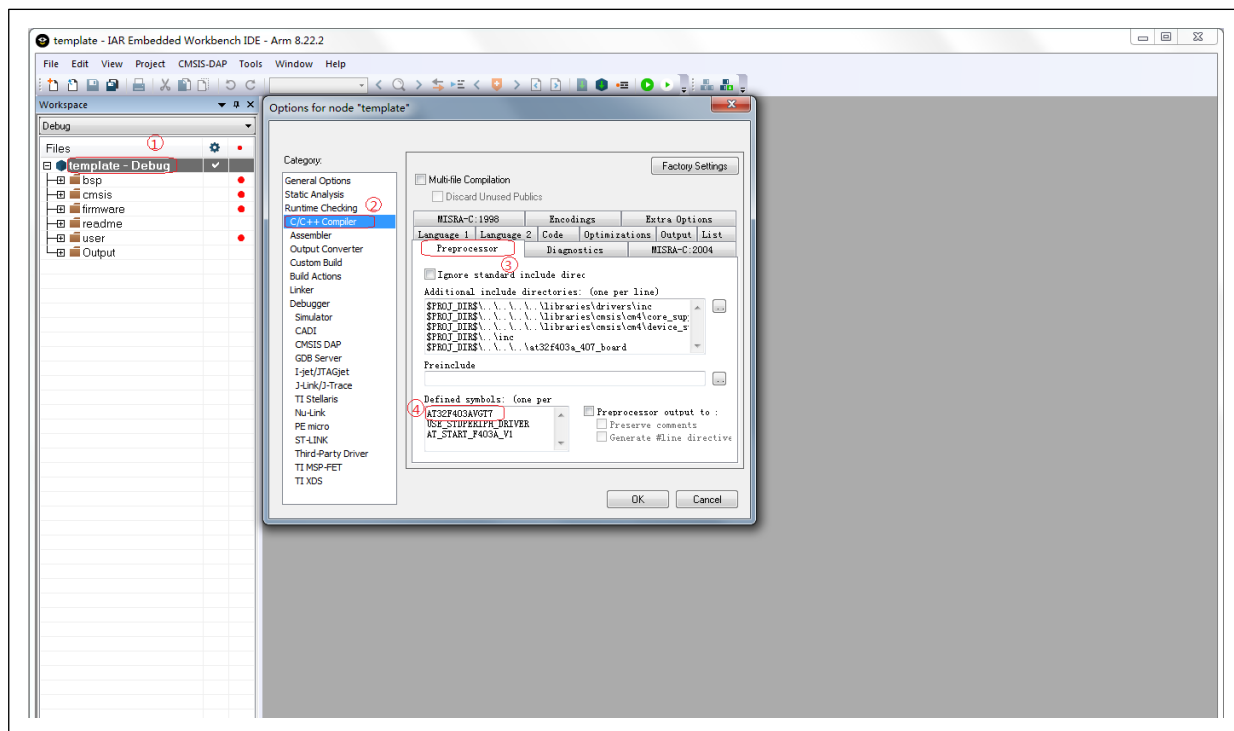 template - IAR Embedded Workbench IDE - Arm 8.22.2
File Edit View Project CMSIS-DAP Tools Window Help
Workspace
Debug
Files
①
template - Debug
bsp
cmsis
firmware
readme
user
Output
Options for node "template"
Category:
General Options
Static Analysis
Runtime Checking
②
C/C++ Compiler
Assembler
Output Converter
Custom Build
Build Actions
Linker
Debugger
Simulator
CADI
CMSIS DAP
GDB Server
I-jet/JTAGjet
J-Link/J-Trace
TI Stellaris
Nu-Link
PE micro
ST-LINK
Third-Party Driver
TI MSP-FET
TI XDS
Factory Settings
Multi-file Compilation
Discard Unused Publics
MISRA-C:1998 Encodings Extra Options
Language 1 Language 2 Code Optimizations Output List
Preprocessor Diagnostics MISRA-C:2004
③
Ignore standard include direc
Additional include directories: (one per line)
$PROJ_DIR$\..\..\..\..\libraries\drivers\inc
$PROJ_DIR$\..\..\..\..\libraries\cmsis\cm4\core_sup
$PROJ_DIR$\..\..\..\..\libraries\cmsis\cm4\device_s
$PROJ_DIR$\..\inc
$PROJ_DIR$\..\..\..\at32f403a_407_board
Preinclude
Defined symbols: (one per
④
AT32F403AVGT7
USE_STDPERIPH_DRIVER
AT_START_F403A_V1
Preprocessor output to :
Preserve comments
Generate #line directive
OK Cancel